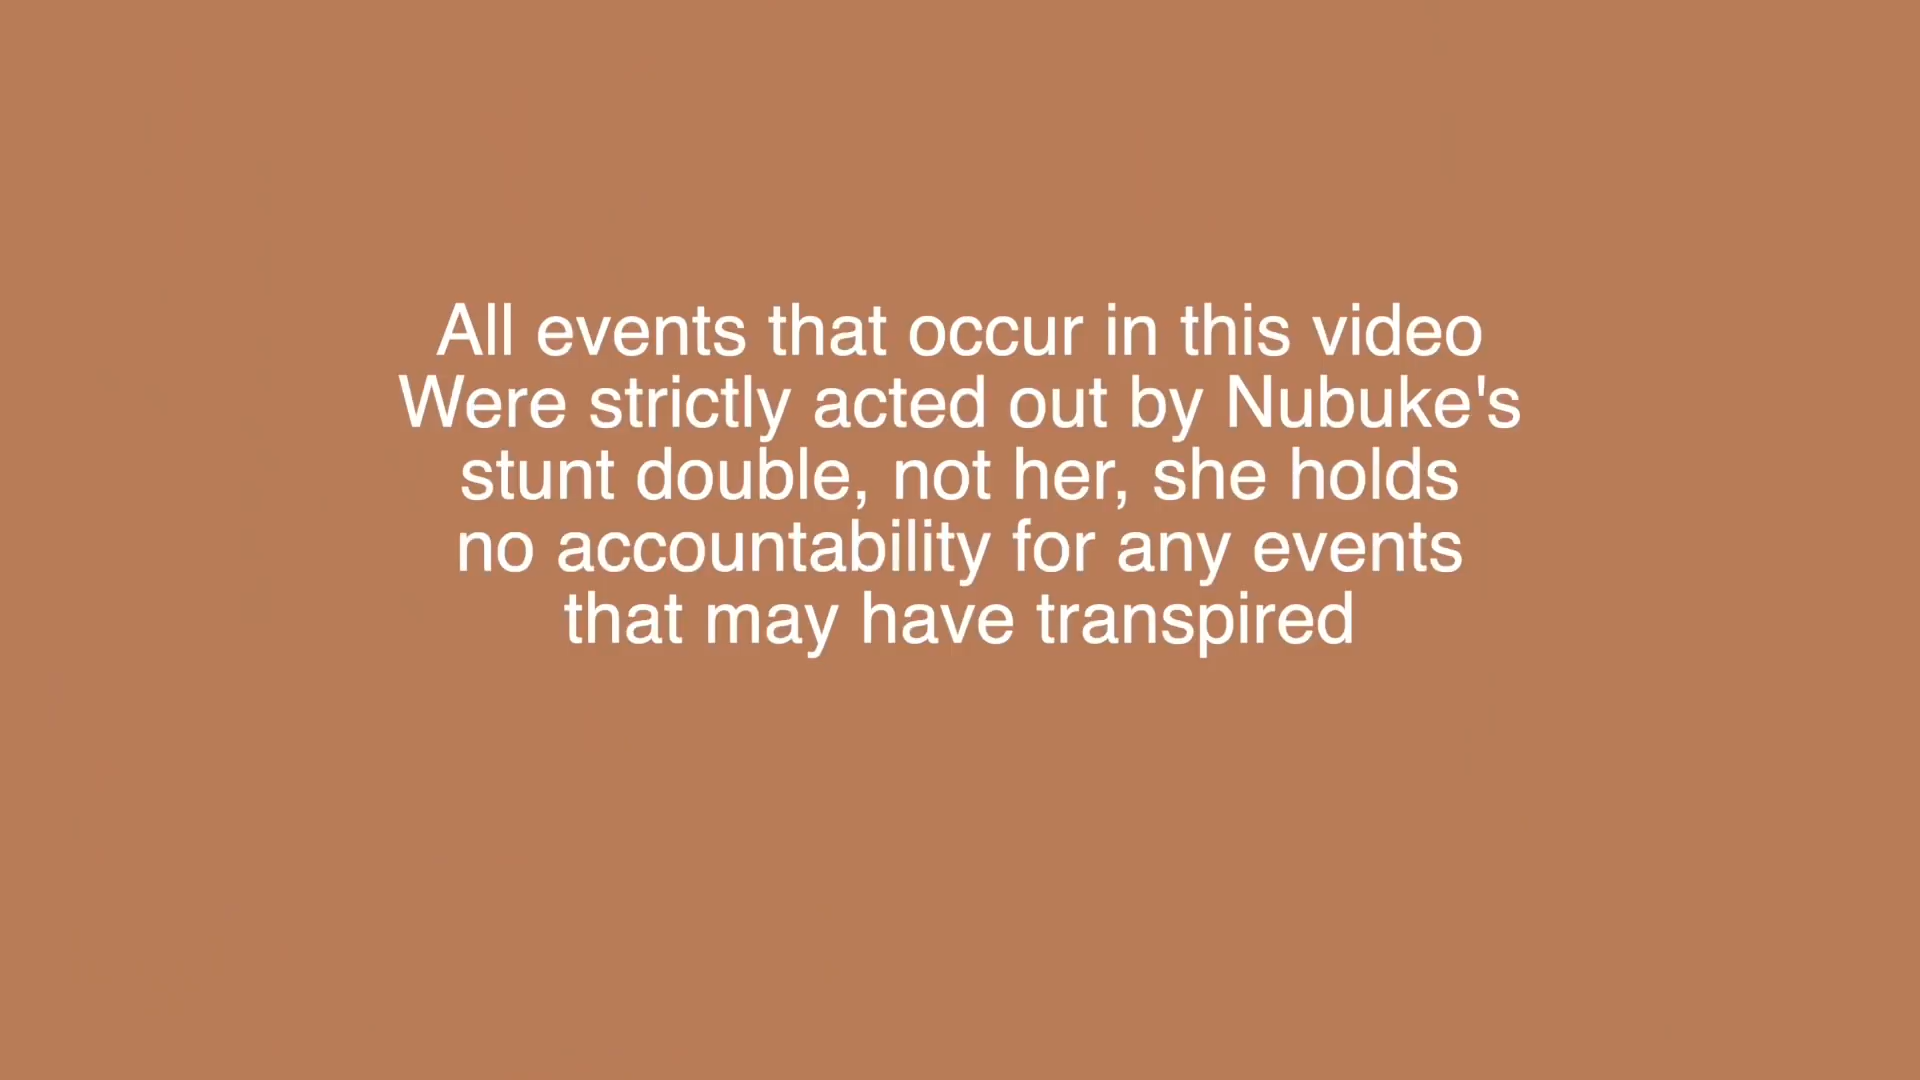 All events that occur in this video
Were strictly acted out by Nubuke's
stunt double, not her, she holds
no accountability for any events
that may have transpired